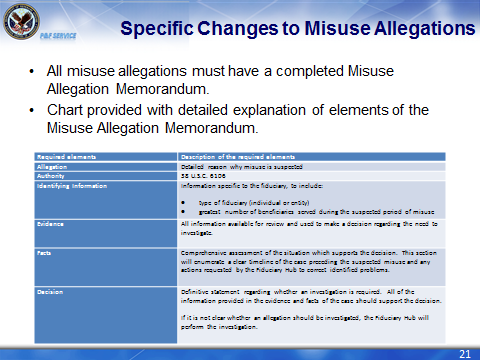 P&F SERVICE
Specific Changes to Misuse Allegations
• All misuse allegations must have a completed Misuse
Allegation Memorandum.
• Chart provided with detailed explanation of elements of the
Misuse Allegation Memorandum.
Required elements Description of the required elements
Allegation Detailed reason why misuse is suspected
Authority 38 U.S.C. 6106
Identifying Information Information specific to the fiduciary, to include:
• type of fiduciary (individual or entity)
• greatest number of beneficiaries served during the suspected period of misuse
Evidence All information available for review and used to make a decision regarding the need to
investigate.
Facts Comprehensive assessment of the situation which supports the decision. This section
will enumerate a clear timeline of the case preceding the suspected misuse and any
actions requested by the Fiduciary Hub to correct identified problems.
Decision Definitive statement regarding whether an investigation is required. All of the
information provided in the evidence and facts of the case should support the decision.
If it is not clear whether an allegation should be investigated, the Fiduciary Hub will
perform the investigation.
21